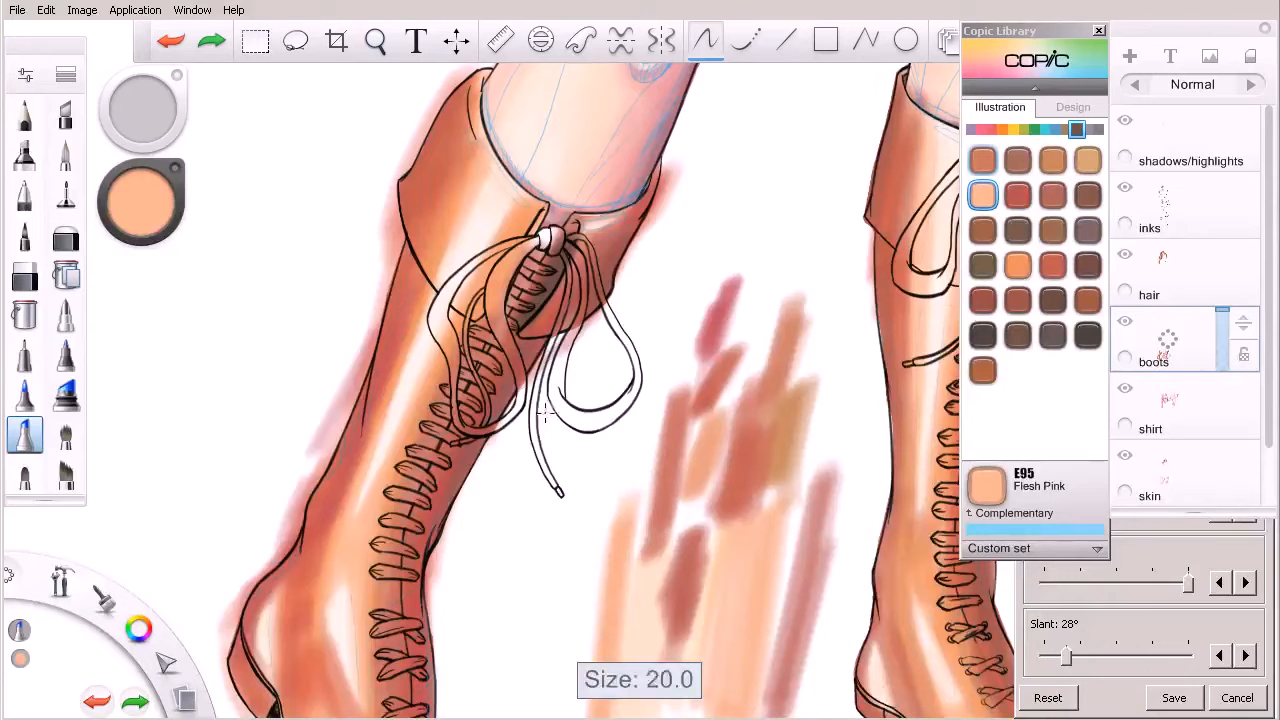 File Edit Image Application Window Help
T
Copic Library
COPIC
Illustration Design
E95
Flesh Pink
Complementary
Custom set
T
Normal
shadows/highlights
inks
hair
boobs
shirt
skin
Slant: 28°
Reset Save Cancel
Size: 20.0